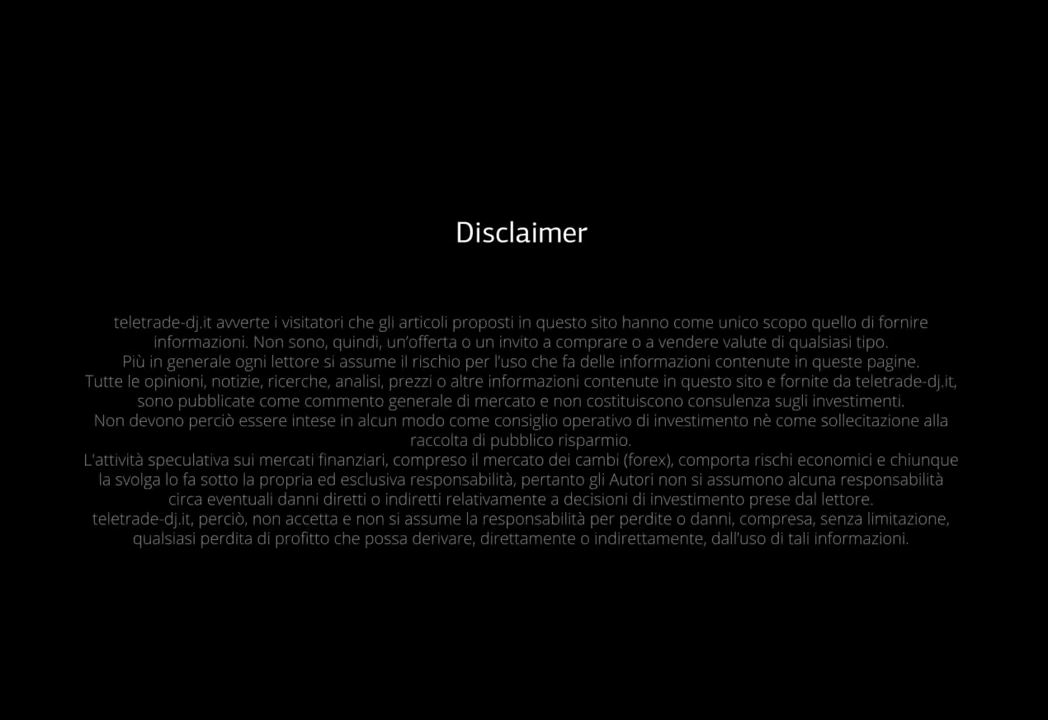 Disclaimer
teletrade-dj.it avverte i visitatori che gli articoli proposti in questo sito hanno come unico scopo quello di fornire
informazioni. Non sono, quindi, un'offerta o un invito a comprare o a vendere valute di qualsiasi tipo.
Più in generale ogni lettore si assume il rischio per l'uso che fa delle informazioni contenute in queste pagine.
Tutte le opinioni, notizie, ricerche, analisi, prezzi o altre informazioni contenute in questo sito e fornite da teletrade-dj.it,
sono pubblicate come commento generale di mercato e non costituiscono consulenza sugli investimenti.
Non devono perciò essere intese in alcun modo come consiglio operativo di investimento nè come sollecitazione alla
raccolta di pubblico risparmio.
L'attività speculativa sui mercati finanziari, compreso il mercato dei cambi (forex), comporta rischi economici e chiunque
la svolga lo fa sotto la propria ed esclusiva responsabilità, pertanto gli Autori non si assumono alcuna responsabilità
circa eventuali danni diretti o indiretti relativamente a decisioni di investimento prese dal lettore.
teletrade-dj.it, perciò, non accetta e non si assume la responsabilità per perdite o danni, compresa, senza limitazione,
qualsiasi perdita di profitto che possa derivare, direttamente o indirettamente, dall'uso di tali informazioni.